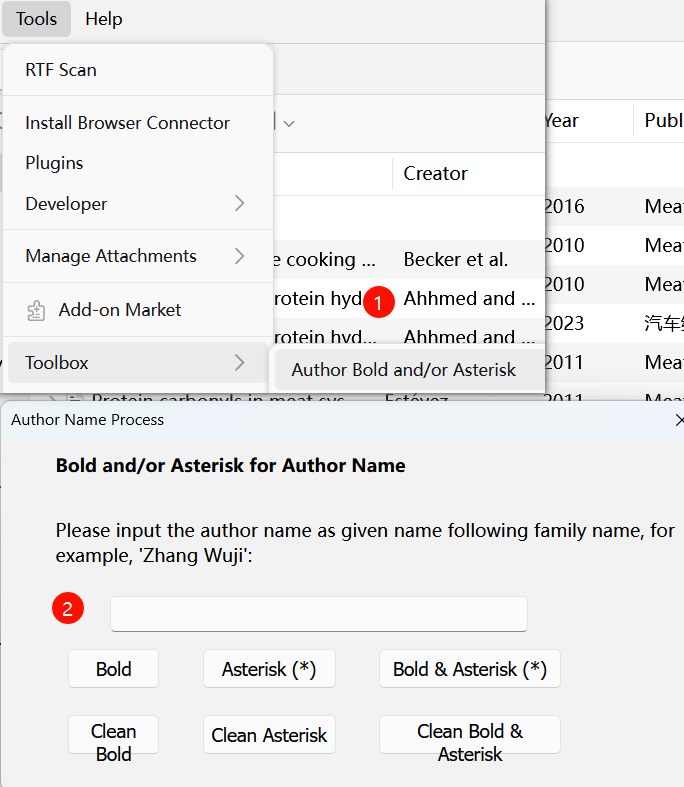 Tools Help
RTF Scan
Install Browser Connector
Plugins
Developer
Manage Attachments
Add-on Market
Toolbox
Author Bold and/or Asterisk
Creator
Year Publ
2016 Meat
e cooking ... Becker et al. 2010 Meat
rotein hyd... 1 Ahhmed and ... 2010 Meat
rotein hyd... Ahhmed and ... 2023 汽车
2011 Meat
Protein carbonyls in meat sys... Estévez 2011 Meat
Author Name Process
Bold and/or Asterisk for Author Name
Please input the author name as given name following family name, for
example, 'Zhang Wuji':
2
Bold Asterisk (*) Bold & Asterisk (*)
Clean Bold
Clean Asterisk
Clean Bold &
Asterisk